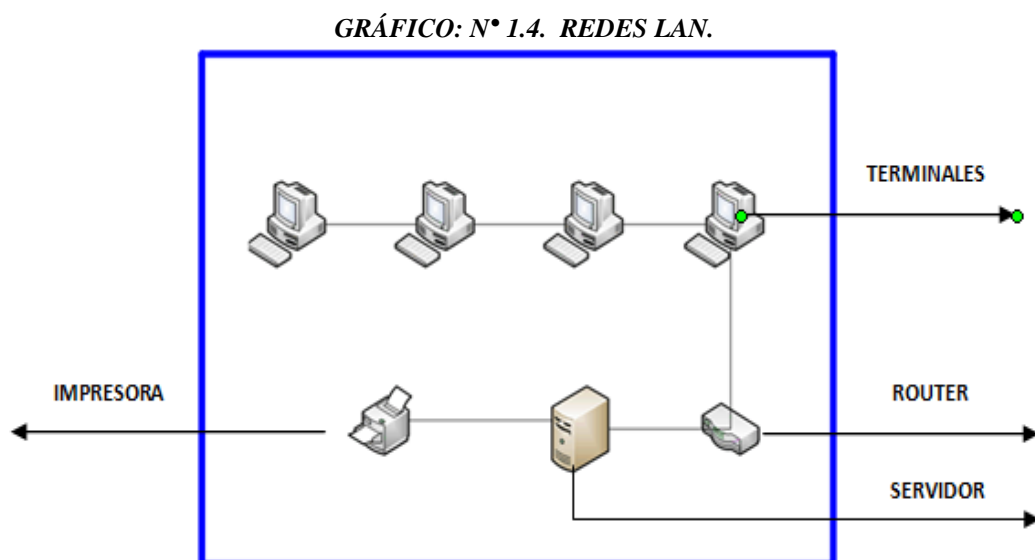 GRÁFICO: N° 1.4. REDES LAN.
TERMINALES
IMPRESORA
ROUTER
SERVIDOR